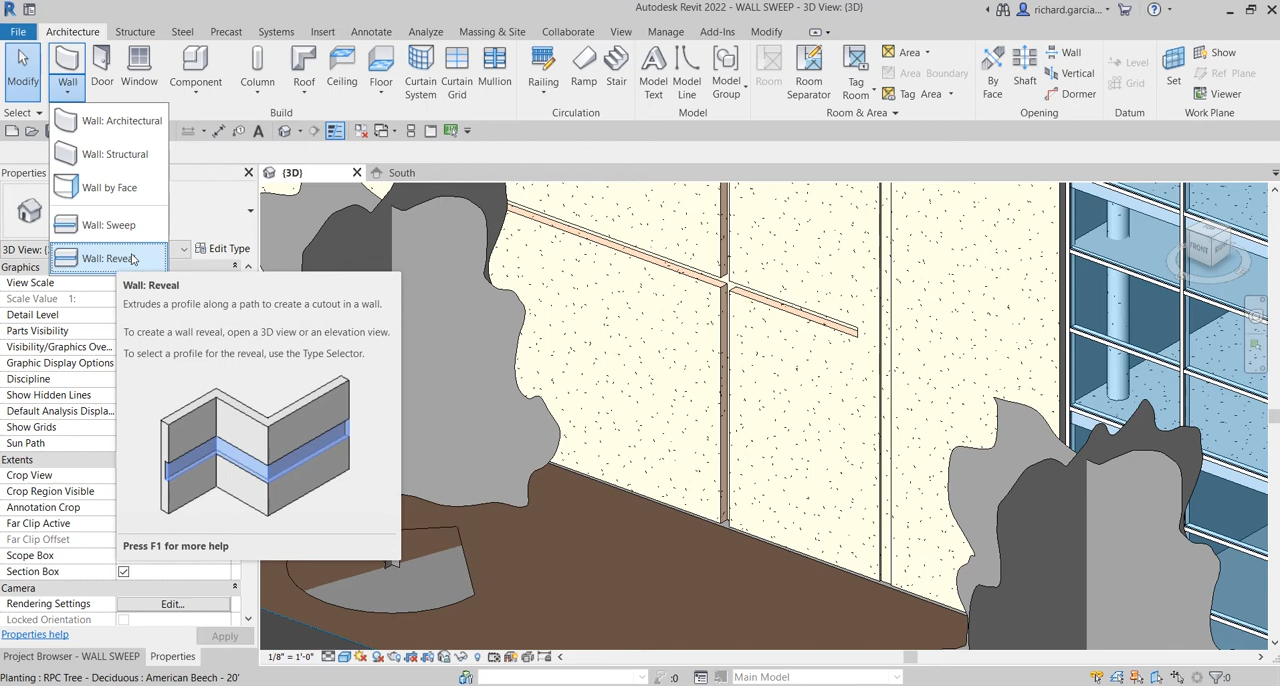 Autodesk Revit 2022 - WALL SWEEP - 3D View: {3D}
richard.garcia...
File Architecture Structure Steel Precast Systems Insert Annotate Analyze Massing & Site Collaborate View Manage Add-Ins Modify
Modify
Wall
Door
Window
Component
Column
Roof
Ceiling
Floor
Curtain System
Curtain Grid
Mullion
Railing
Ramp
Stair
Model Text
Model Line
Model Group
Room
Room Separator
Tag Room
Area
Area Boundary
Tag Area
By Face
Shaft
Wall
Vertical
Dormer
Level
Grid
Set
Show
Ref Plane
Viewer
Select
Build
Circulation
Model
Room & Area
Opening
Datum
Work Plane
Wall: Architectural
Wall: Structural
Wall by Face
Wall: Sweep
Wall: Reveal
Properties
{3D}
South
3D View: {
Edit Type
Wall: Reveal
Extrudes a profile along a path to create a cutout in a wall.
To create a wall reveal, open a 3D view or an elevation view.
To select a profile for the reveal, use the Type Selector.
Press F1 for more help
Graphics
View Scale
Scale Value 1:
Detail Level
Parts Visibility
Visibility/Graphics Ove...
Graphic Display Options
Discipline
Show Hidden Lines
Default Analysis Displa...
Show Grids
Sun Path
Extents
Crop View
Crop Region Visible
Annotation Crop
Far Clip Active
Far Clip Offset
Scope Box
Section Box
Camera
Rendering Settings
Edit...
Locked Orientation
Properties help
Apply
Project Browser - WALL SWEEP
Properties
1/8" = 1'-0"
Planting : RPC Tree - Deciduous : American Beech - 20'
:0
Main Model
:0